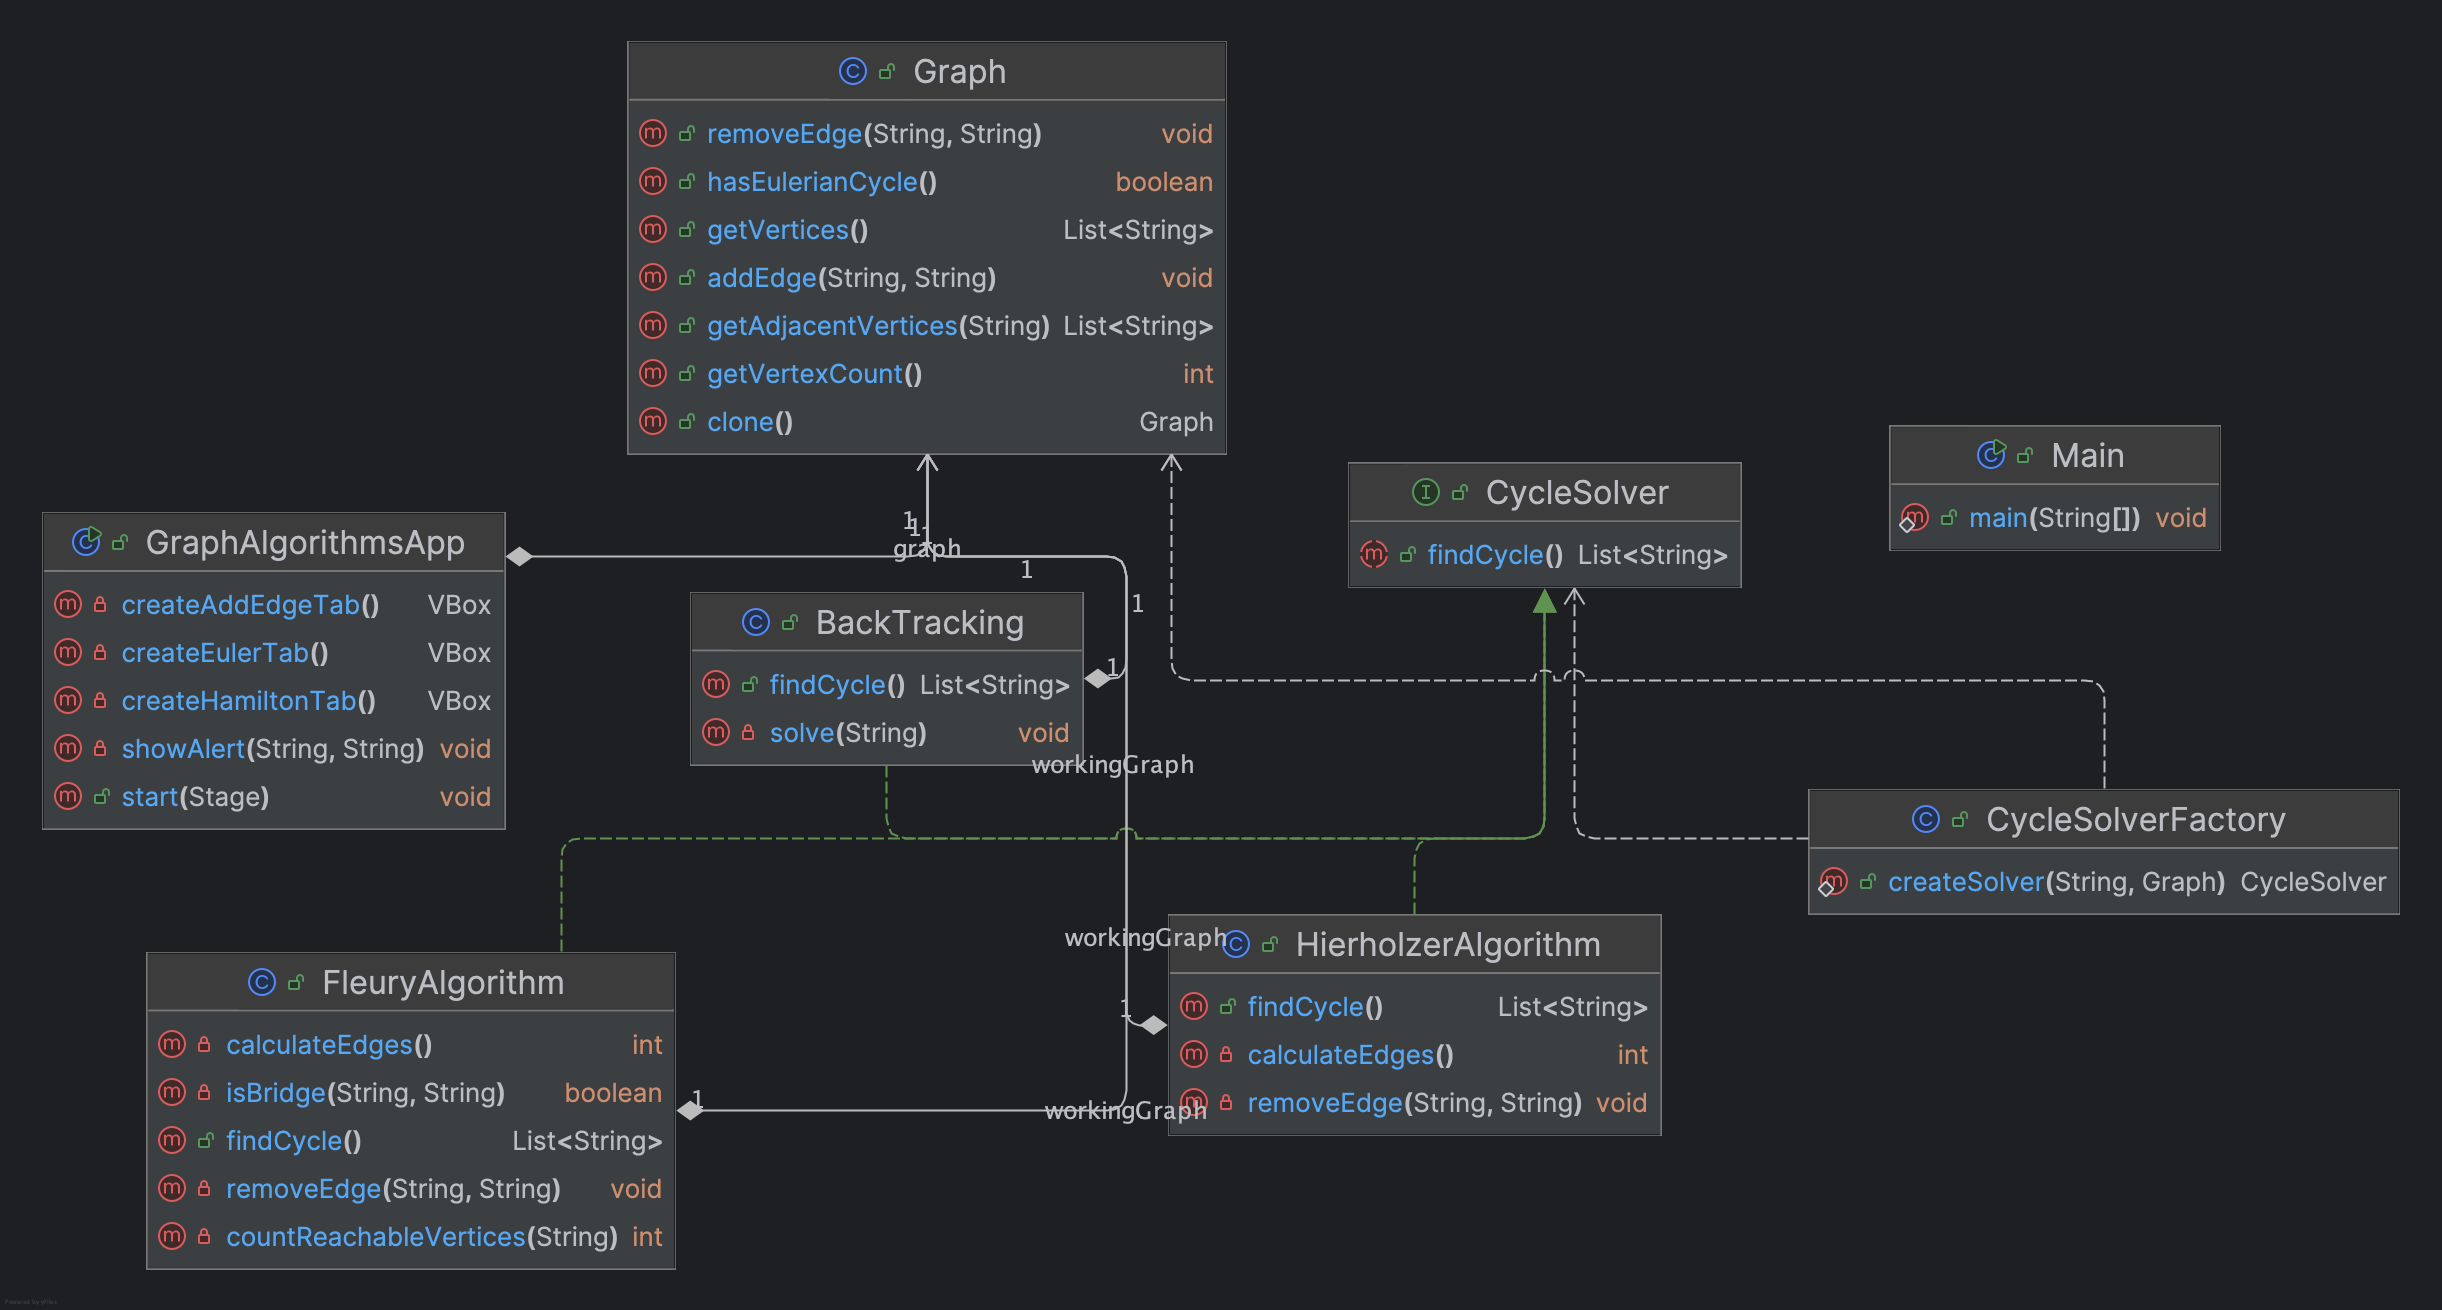 Graph
removeEdge(String, String) void
hasEulerianCycle() boolean
getVertices() List<String>
addEdge(String, String) void
getAdjacentVertices(String) List<String>
getVertexCount() int
clone() Graph
Main
main(String[]) void
CycleSolver
findCycle() List<String>
GraphAlgorithmsApp
createAddEdgeTab() VBox
createEulerTab() VBox
createHamiltonTab() VBox
showAlert(String, String) void
start(Stage) void
1
1
1
graph
1
1
BackTracking
findCycle() List<String>
solve(String) void
1
workingGraph
CycleSolverFactory
createSolver(String, Graph) CycleSolver
workingGraph
HierholzerAlgorithm
findCycle() List<String>
calculateEdges() int
removeEdge(String, String) void
1
FleuryAlgorithm
calculateEdges() int
isBridge(String, String) boolean
findCycle() List<String>
removeEdge(String, String) void
countReachableVertices(String) int
1
workingGraph
Powered by yFiles